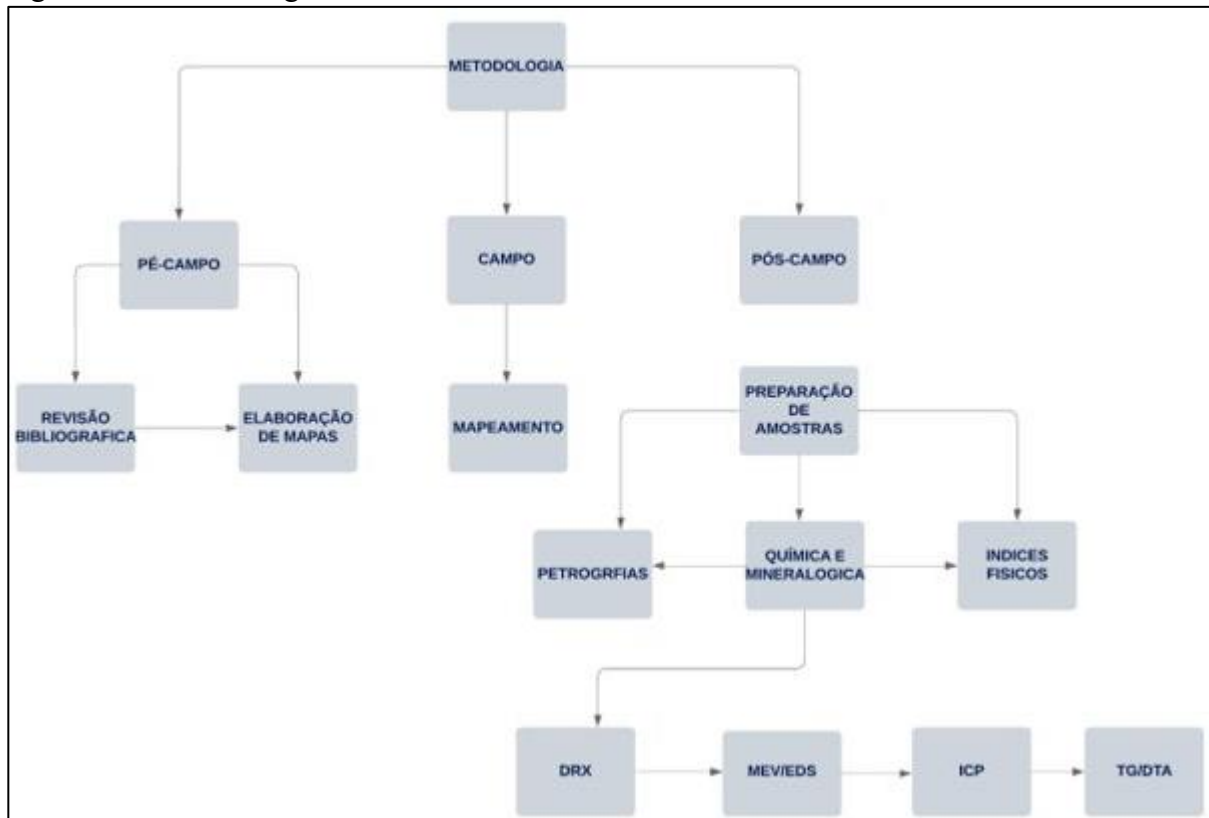 METODOLOGIA
PÉ-CAMPO
CAMPO
PÓS-CAMPO
REVISÃO
BIBLIOGRAFICA
ELABORAÇÃO
DE MAPAS
MAPEAMENTO
PREPARAÇÃO
DE
AMOSTRAS
PETROGRFIAS
QUÍMICA E
MINERALOGICA
INDICES
FISICOS
DRX
MEV/EDS
ICP
TG/DTA